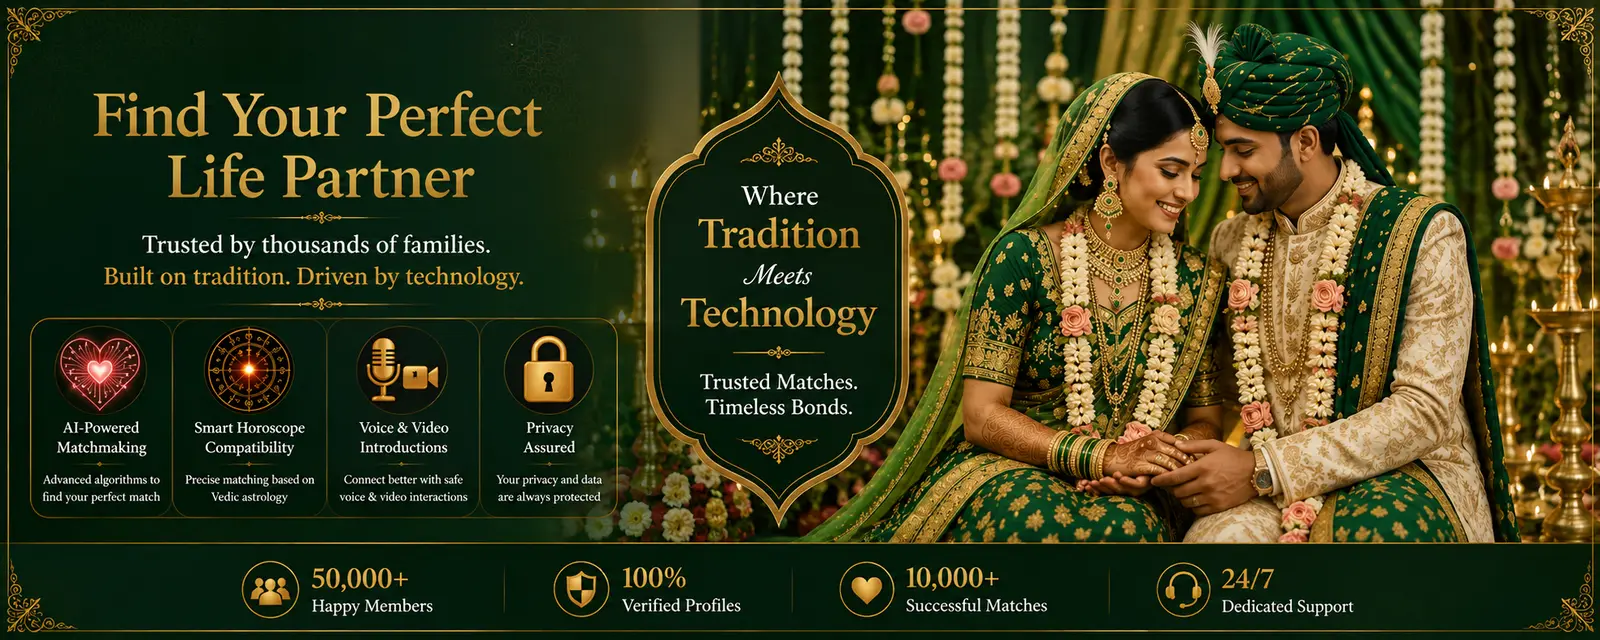 Find Your Perfect
Life Partner
Trusted by thousands of families.
Built on tradition. Driven by technology.
AI-Powered
Matchmaking
Advanced algorithms to
find your perfect match
Smart Horoscope
Compatibility
Precise matching based on
Vedic astrology
Voice & Video
Introductions
Connect better with safe
voice & video interactions
Privacy
Assured
Your privacy and data
are always protected
Where
Tradition
Meets
Technology
Trusted Matches.
Timeless Bonds.
50,000+
Happy Members
100%
Verified Profiles
10,000+
Successful Matches
24/7
Dedicated Support